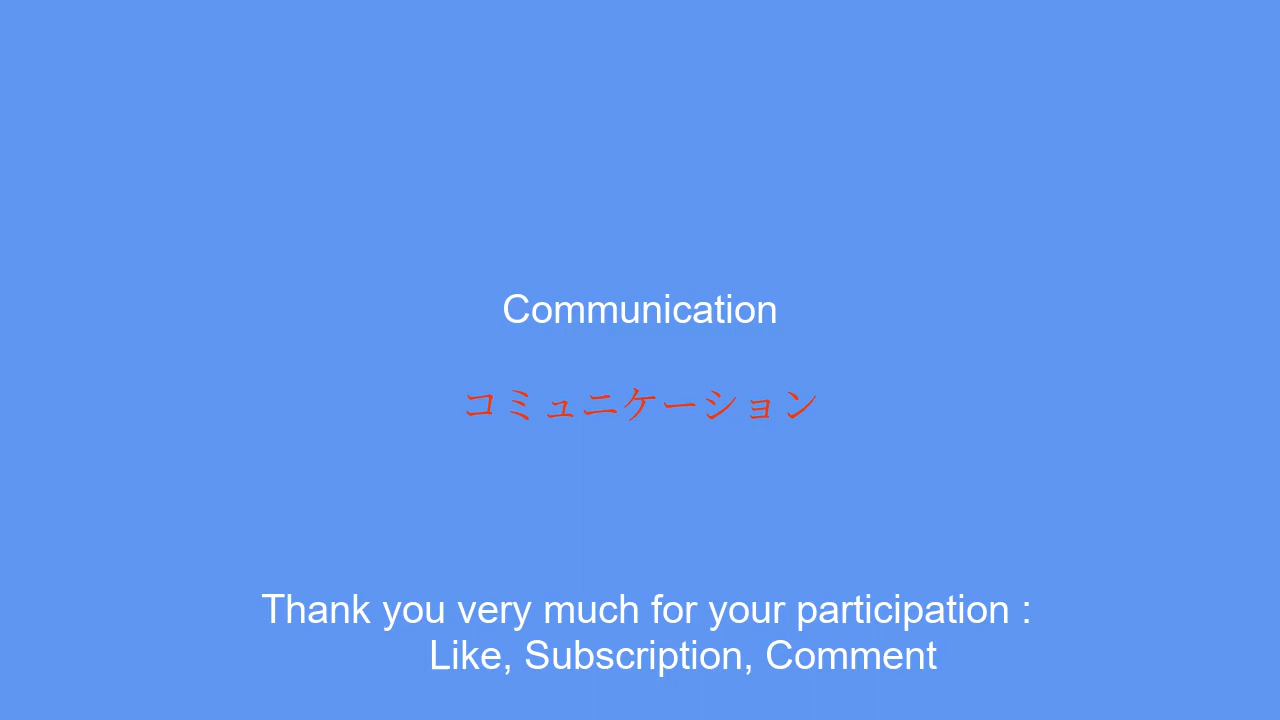 Communication
コミュニケーション
Thank you very much for your participation :
Like, Subscription, Comment